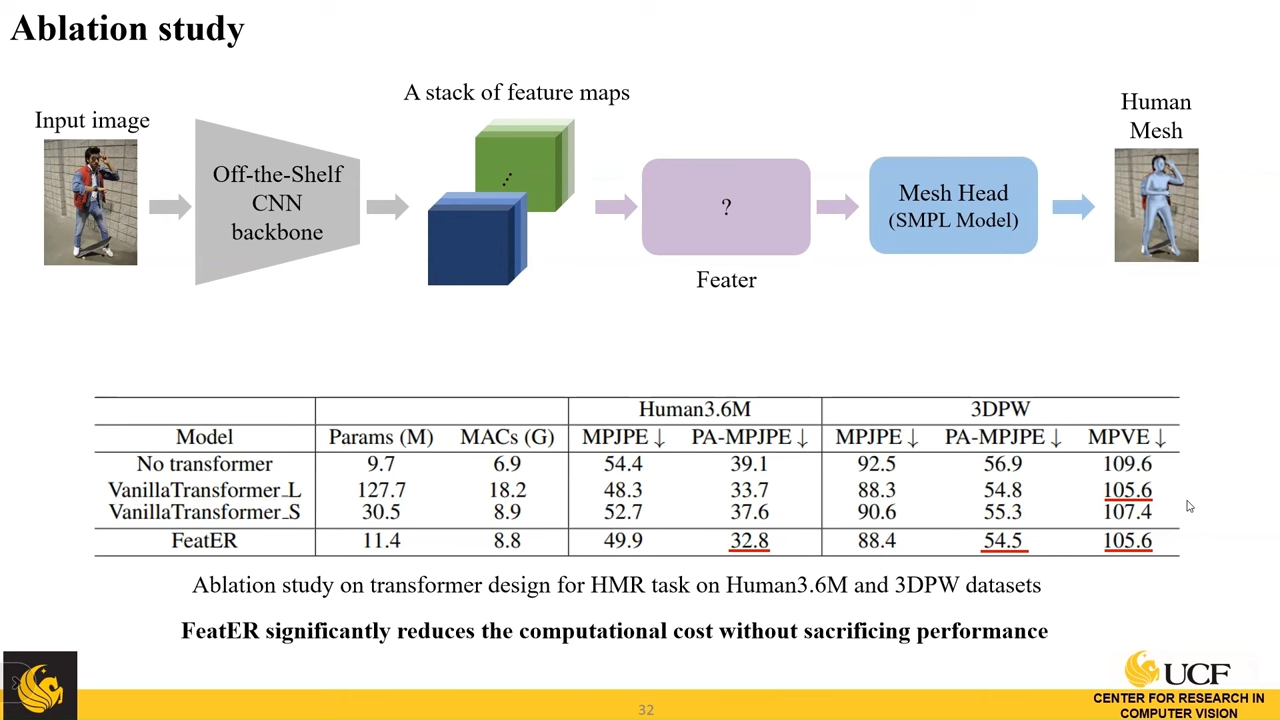 Ablation study
A stack of feature maps
Input image
Human
Mesh
Off-the-Shelf
CNN
backbone
?
Mesh Head
(SMPL Model)
Feater
Human3.6M 3DPW
Model Params (M) MACs (G) MPJPE ↓ PA-MPJPE ↓ MPJPE ↓ PA-MPJPE ↓ MPVE ↓
No transformer 9.7 6.9 54.4 39.1 92.5 56.9 109.6
VanillaTransformer_L 127.7 18.2 48.3 33.7 88.3 54.8 105.6
VanillaTransformer_S 30.5 8.9 52.7 37.6 90.6 55.3 107.4
FeatER 11.4 8.8 49.9 32.8 88.4 54.5 105.6
Ablation study on transformer design for HMR task on Human3.6M and 3DPW datasets
FeatER significantly reduces the computational cost without sacrificing performance
UCF
CENTER FOR RESEARCH IN
COMPUTER VISION
32